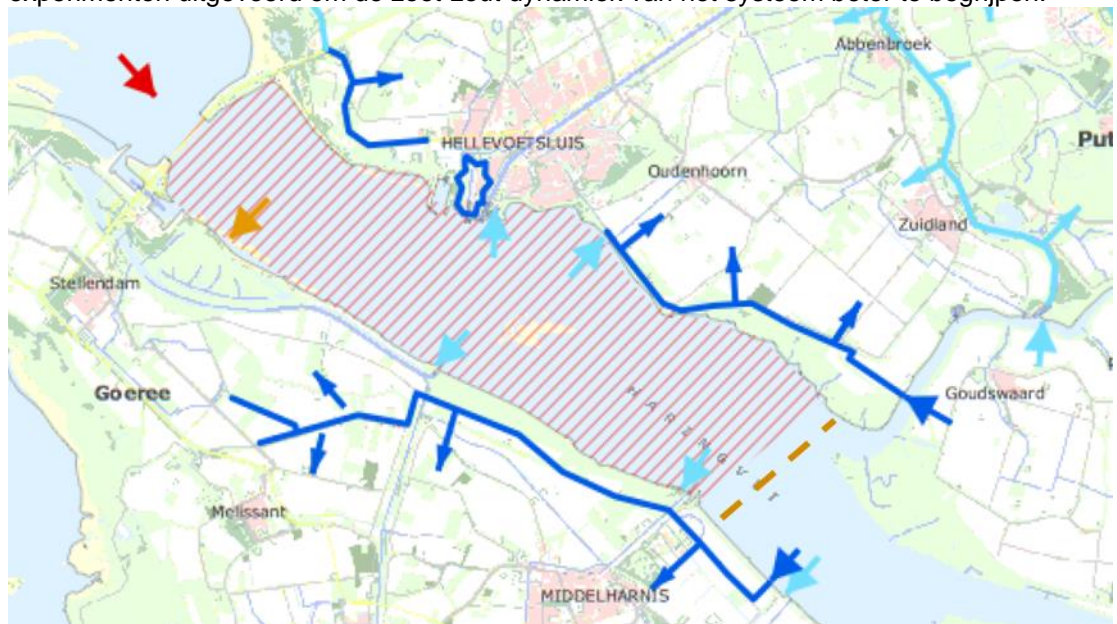 experimenten uitgevoerd om de zoet-zout dynamiek van het systeem beter te begrijpen.
Abbenbroek
HELLEVOETSLUIS
Put
Oudenhoorn
Zuidland
Stellendam
Goeree
HARINGVLIET
Goudswaard
Melissant
MIDDELHARNIS